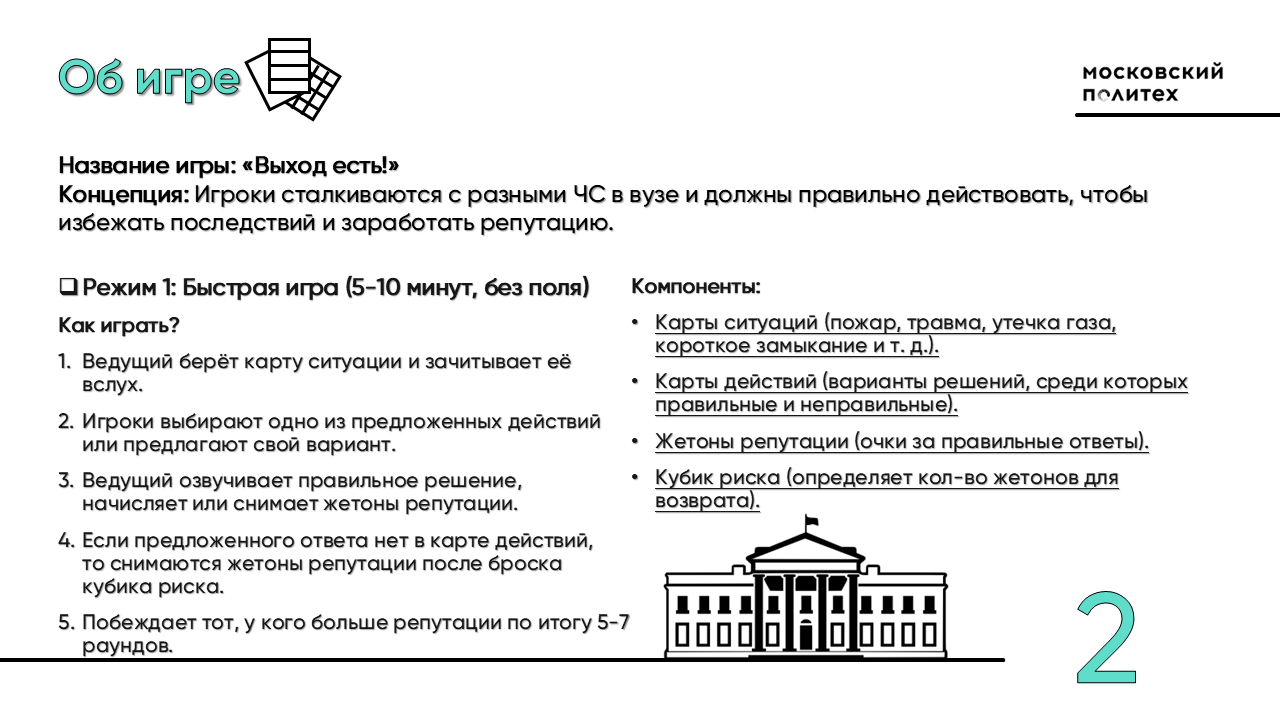 Об игре
московский
политех
Название игры: «Выход есть!»
Концепция: Игроки сталкиваются с разными ЧС в вузе и должны правильно действовать, чтобы
избежать последствий и заработать репутацию.
❑ Режим 1: Быстрая игра (5-10 минут, без поля)
Как играть?
1. Ведущий берёт карту ситуации и зачитывает её
вслух.
2. Игроки выбирают одно из предложенных действий
или предлагают свой вариант.
3. Ведущий озвучивает правильное решение,
начисляет или снимает жетоны репутации.
4. Если предложенного ответа нет в карте действий,
то снимаются жетоны репутации после броска
кубика риска.
5. Побеждает тот, у кого больше репутации по итогу 5-7
раундов.
Компоненты:
• Карты ситуаций (пожар, травма, утечка газа,
короткое замыкание и т. д.).
• Карты действий (варианты решений, среди которых
правильные и неправильные).
• Жетоны репутации (очки за правильные ответы).
• Кубик риска (определяет кол-во жетонов для
возврата).
2